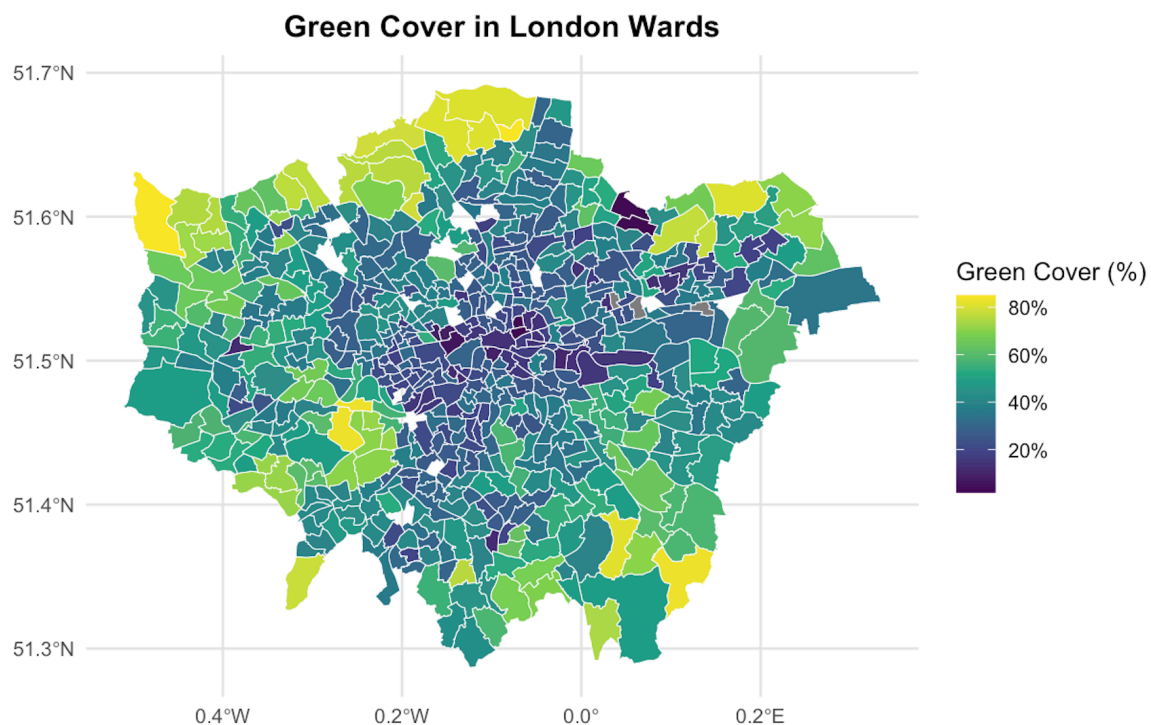 Green Cover in London Wards
51.7°N
51.6°N
51.5°N
51.4°N
51.3°N
0.4°W
0.2°W
0.0°
0.2°E
Green Cover (%)
80%
60%
40%
20%